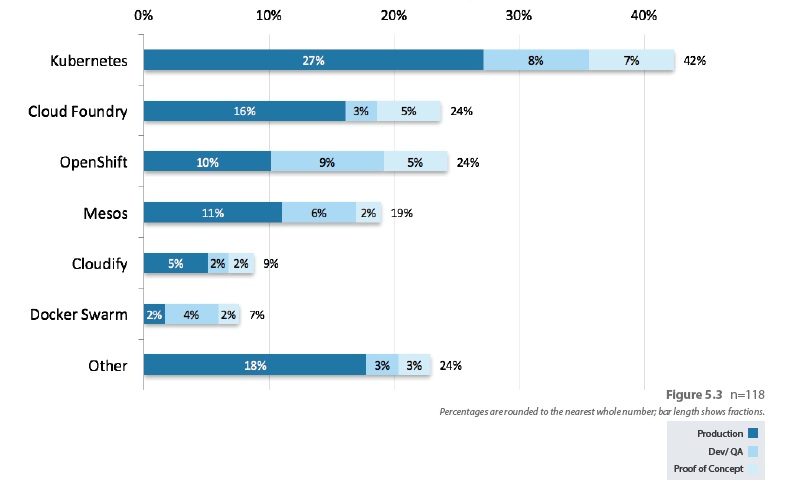 0% 10% 20% 30% 40%
Kubernetes 27% 8% 7% 42%
Cloud Foundry 16% 3% 5% 24%
OpenShift 10% 9% 5% 24%
Mesos 11% 6% 2% 19%
Cloudify 5% 2% 2% 9%
Docker Swarm 2% 4% 2% 7%
Other 18% 3% 3% 24%
Figure 5.3 n=118
Percentages are rounded to the nearest whole number; bar length shows fractions.
Production
Dev/ QA
Proof of Concept